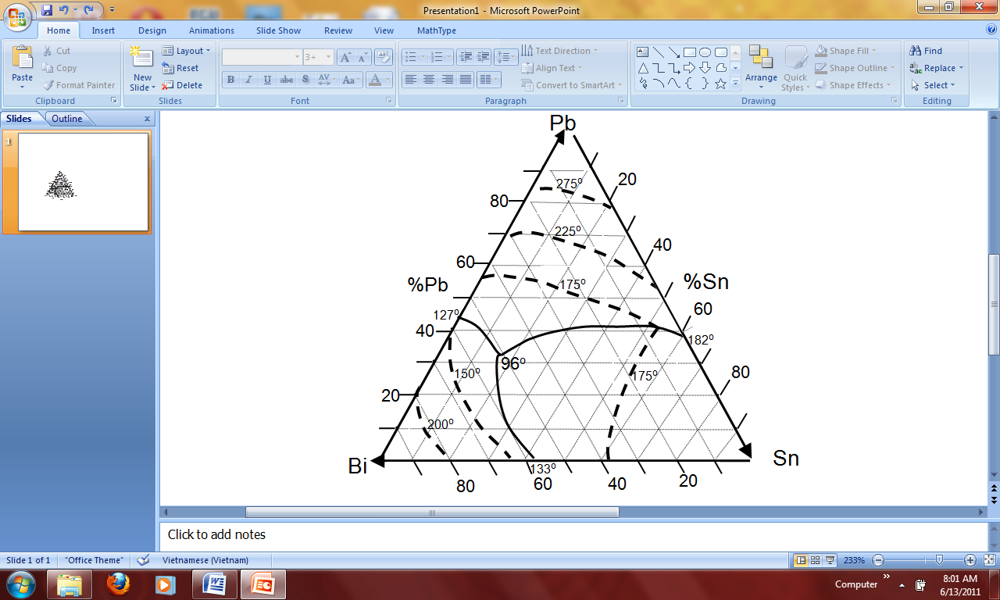 Presentation1 - Microsoft PowerPoint
Home Insert Design Animations Slide Show Review View MathType
Paste
Cut
Copy
Format Painter
Clipboard
New Slide
Layout
Reset
Delete
Slides
3+
A A
B I U abc S AV Aa A
Font
Paragraph
Text Direction
Align Text
Convert to SmartArt
Drawing
Arrange
Quick Styles
Shape Fill
Shape Outline
Shape Effects
Editing
Find
Replace
Select
Slides Outline x
1
Pb
20
275º
80
225º
40
60
%Pb
175º
%Sn
60
127º
40
182º
96º
150º
175º
80
20
200º
Bi
133º
Sn
80
60
40
20
Click to add notes
Slide 1 of 1
"Office Theme"
Vietnamese (Vietnam)
233%
Computer
8:01 AM
6/13/2011